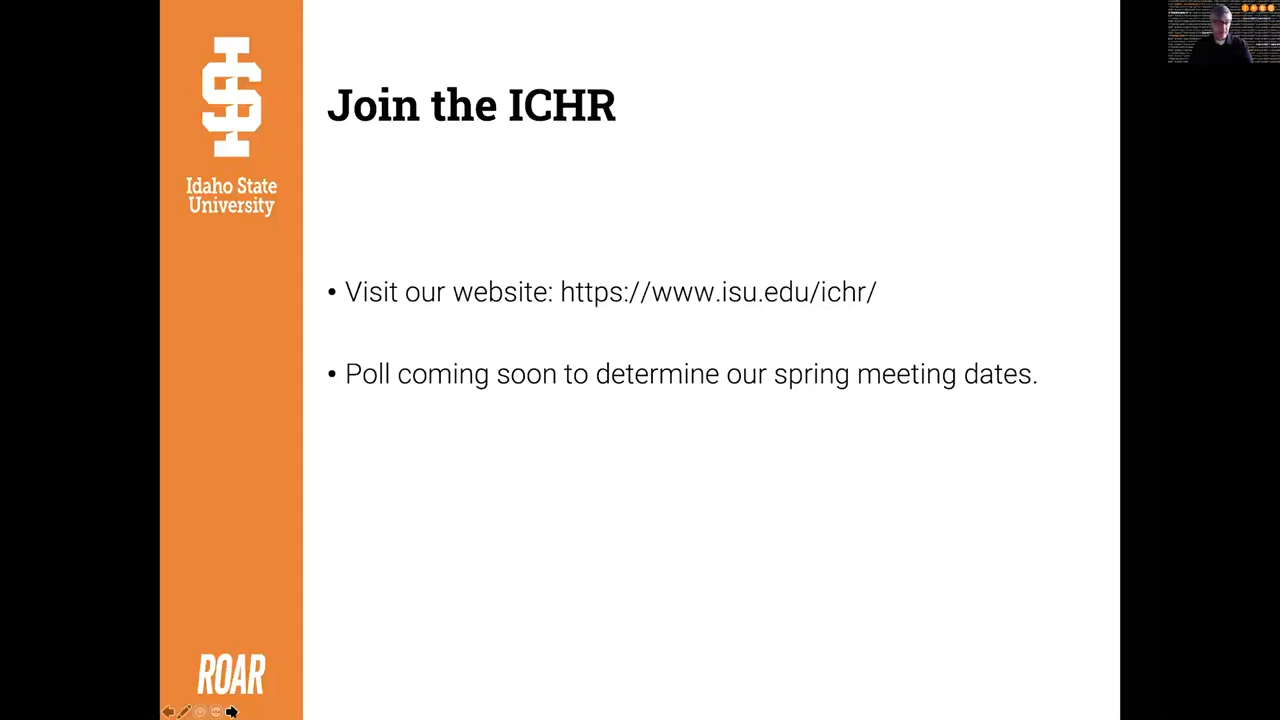 Join the ICHR
Idaho State
University
• Visit our website: https://www.isu.edu/ichr/
• Poll coming soon to determine our spring meeting dates.
ROAR